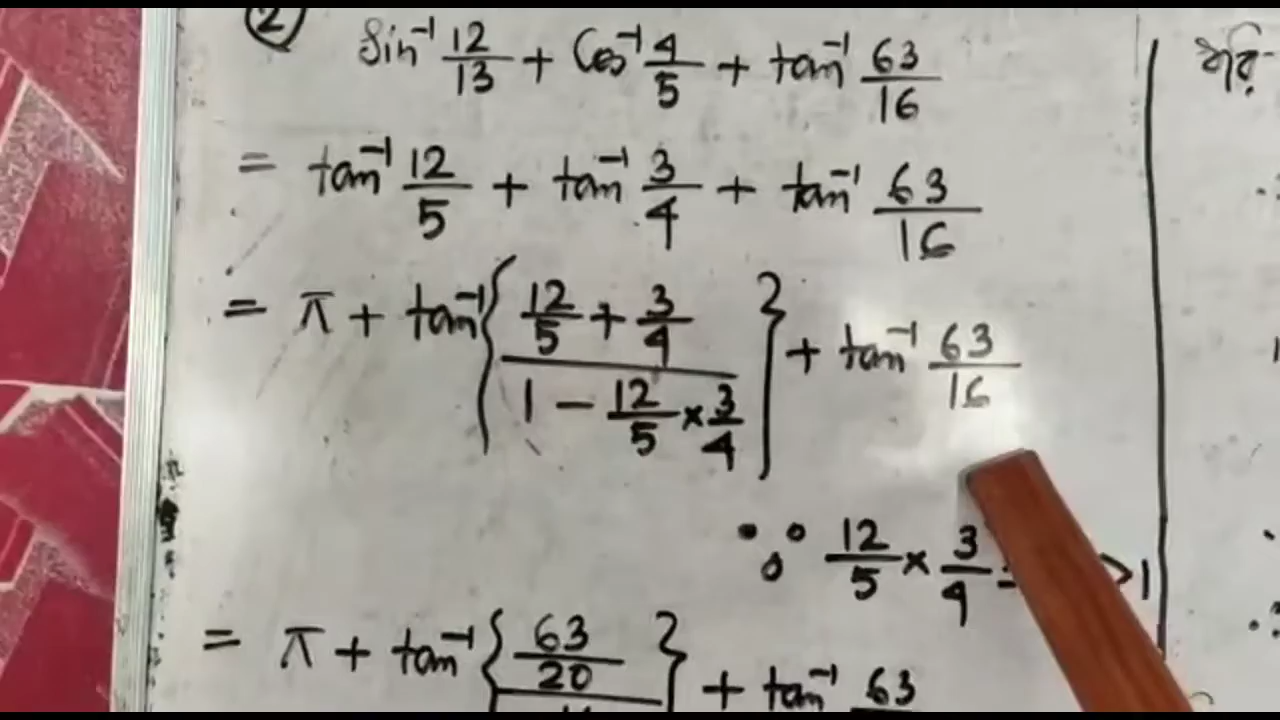 ②
sin⁻¹ 12/13 + cos⁻¹ 4/5 + tan⁻¹ 63/16
= tan⁻¹ 12/5 + tan⁻¹ 3/4 + tan⁻¹ 63/16
= π + tan⁻¹ { (12/5 + 3/4) / (1 - 12/5 × 3/4) } + tan⁻¹ 63/16
∵ 12/5 × 3/4 = >1
= π + tan⁻¹ { 63/20 } + tan⁻¹ 63